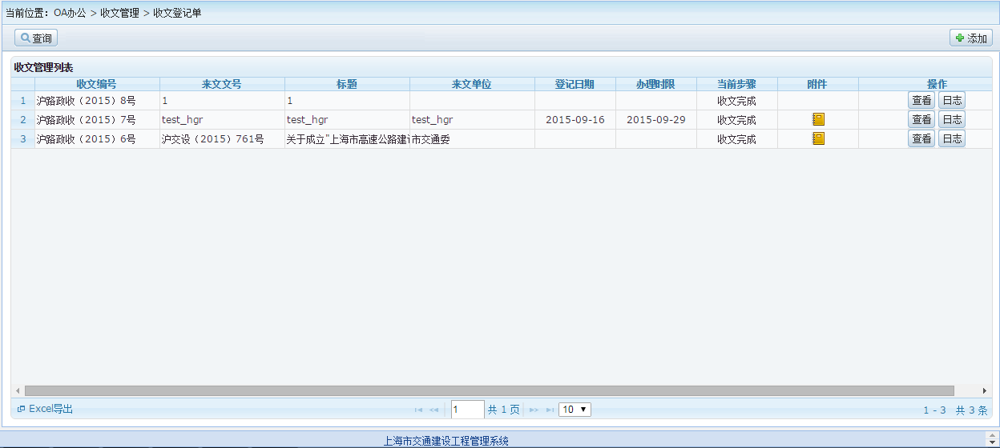 当前位置：OA办公 > 收文管理 > 收文登记单
查询 添加
收文管理列表
收文编号 来文文号 标题 来文单位 登记日期 办理时限 当前步骤 附件 操作
1 沪路政收（2015）8号 1 1 收文完成 查看 日志
2 沪路政收（2015）7号 test_hgr test_hgr test_hgr 2015-09-16 2015-09-29 收文完成 查看 日志
3 沪路政收（2015）6号 沪交设（2015）761号 关于成立"上海市高速公路建 市交通委 收文完成 查看 日志
Excel导出 1 共 1 页 10 1 - 3 共 3 条
上海市交通建设工程管理系统